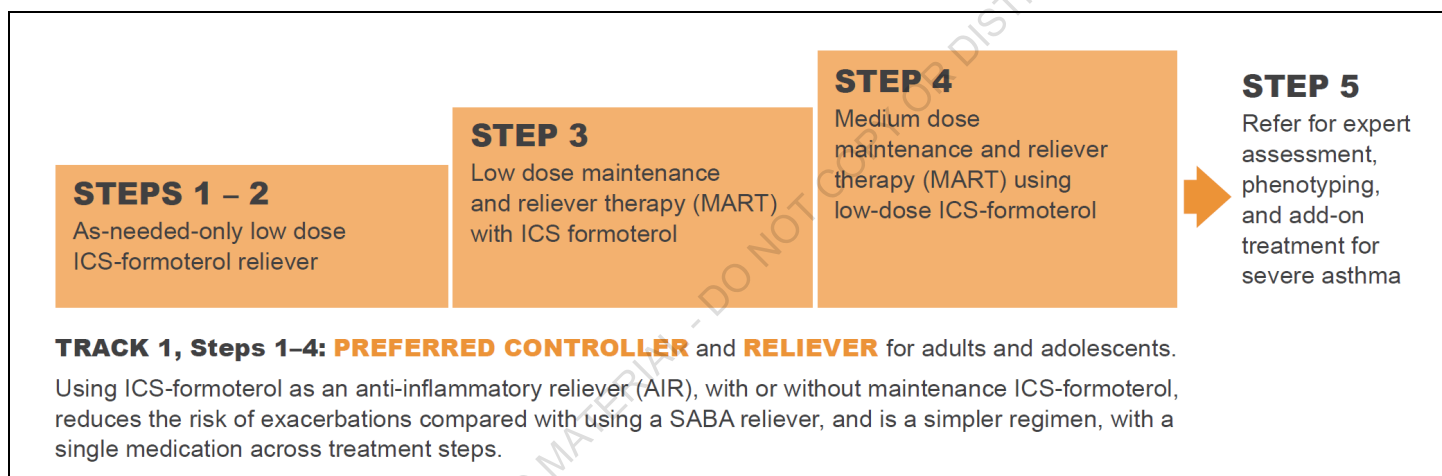 STEPS 1 – 2
As-needed-only low dose
ICS-formoterol reliever
STEP 3
Low dose maintenance
and reliever therapy (MART)
with ICS formoterol
STEP 4
Medium dose
maintenance and reliever
therapy (MART) using
low-dose ICS-formoterol
STEP 5
Refer for expert
assessment,
phenotyping,
and add-on
treatment for
severe asthma
TRACK 1, Steps 1–4: PREFERRED CONTROLLER and RELIEVER for adults and adolescents.
Using ICS-formoterol as an anti-inflammatory reliever (AIR), with or without maintenance ICS-formoterol,
reduces the risk of exacerbations compared with using a SABA reliever, and is a simpler regimen, with a
single medication across treatment steps.
MATERIAL - DO NOT COPY OR